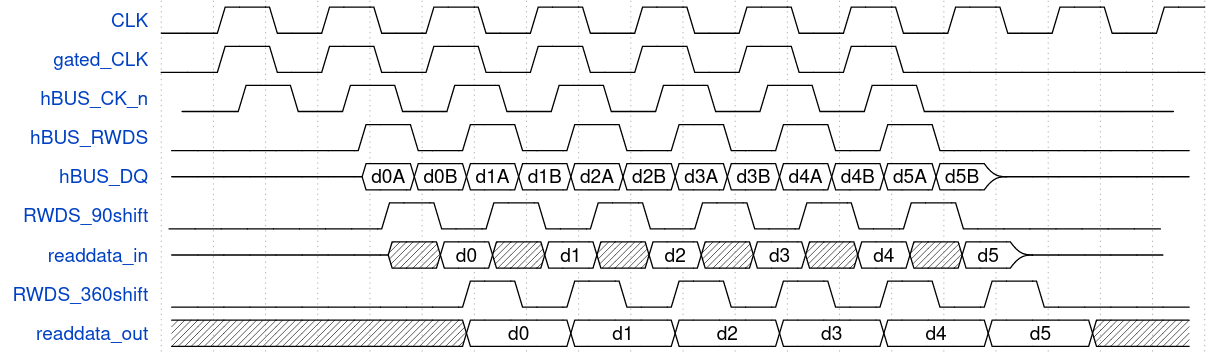 CLK
gated_CLK
hBUS_CK_n
hBUS_RWDS
hBUS_DQ d0A d0B d1A d1B d2A d2B d3A d3B d4A d4B d5A d5B
RWDS_90shift
readdata_in d0 d1 d2 d3 d4 d5
RWDS_360shift
readdata_out d0 d1 d2 d3 d4 d5